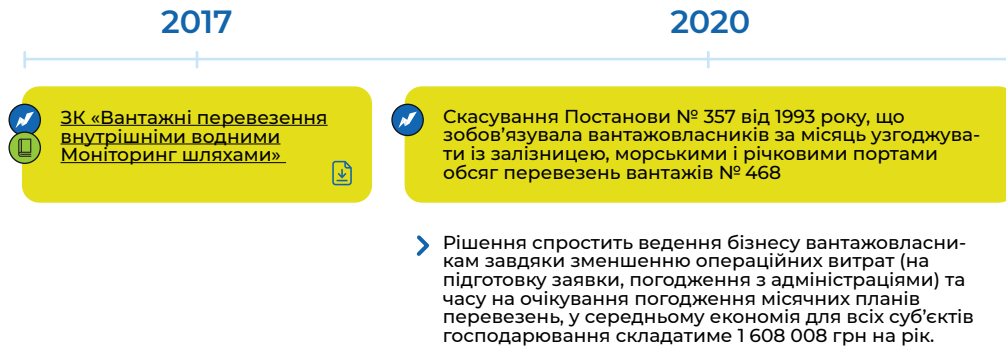 2017
2020
ЗК «Вантажні перевезення
внутрішніми водними
Моніторинг шляхами»
Скасування Постанови № 357 від 1993 року, що
зобов’язувала вантажовласників за місяць узгоджува-
ти із залізницею, морськими і річковими портами
обсяг перевезень вантажів № 468
Рішення спростить ведення бізнесу вантажовласни-
кам завдяки зменшенню операційних витрат (на
підготовку заявки, погодження з адміністраціями) та
часу на очікування погодження місячних планів
перевезень, у середньому економія для всіх суб’єктів
господарювання складатиме 1 608 008 грн на рік.